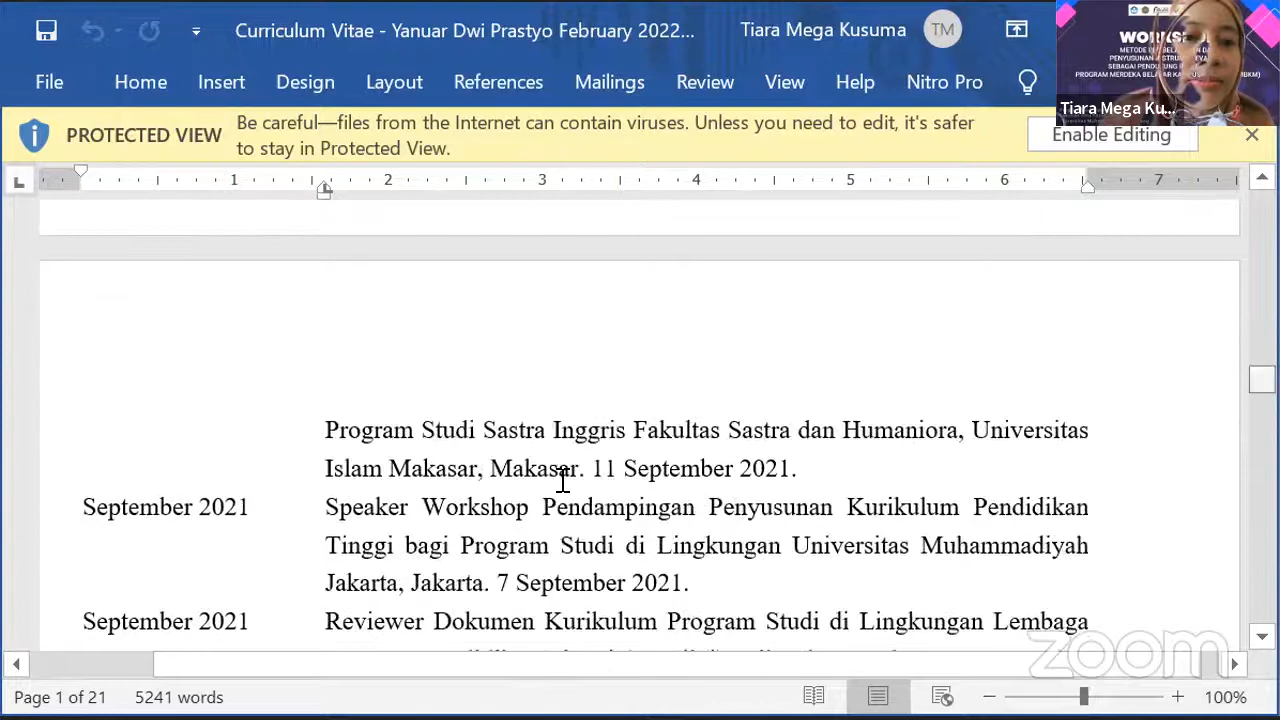 Curriculum Vitae - Yanuar Dwi Prastyo February 2022...
Tiara Mega Kusuma
TM
File Home Insert Design Layout References Mailings Review View Help Nitro Pro
PROTECTED VIEW
Be careful—files from the Internet can contain viruses. Unless you need to edit, it's safer
to stay in Protected View.
Enable Editing
Tiara Mega Ku...
1 2 3 4 5 6 7
Program Studi Sastra Inggris Fakultas Sastra dan Humaniora, Universitas
Islam Makasar, Makasar. 11 September 2021.
September 2021 Speaker Workshop Pendampingan Penyusunan Kurikulum Pendidikan
Tinggi bagi Program Studi di Lingkungan Universitas Muhammadiyah
Jakarta, Jakarta. 7 September 2021.
September 2021 Reviewer Dokumen Kurikulum Program Studi di Lingkungan Lembaga
zoom
Page 1 of 21 5241 words 100%